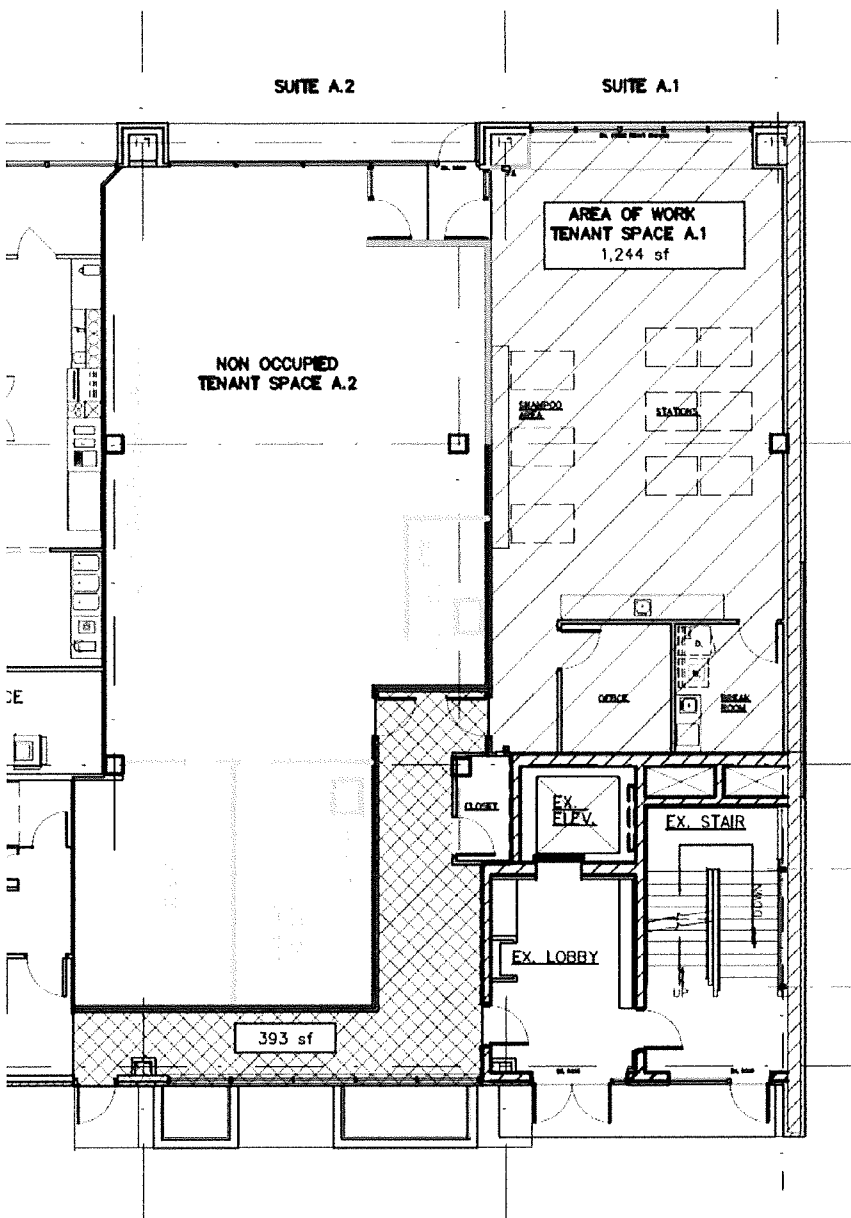 SUITE A.2
SUITE A.1
AREA OF WORK
TENANT SPACE A.1
1,244 sf
NON OCCUPIED
TENANT SPACE A.2
SHAMPOO
AREA
STATIONS
D.
OFFICE
BREAK
ROOM
CE
CLOSET
EX.
ELEV.
EX. STAIR
DOWN
UP
EX. LOBBY
393 sf